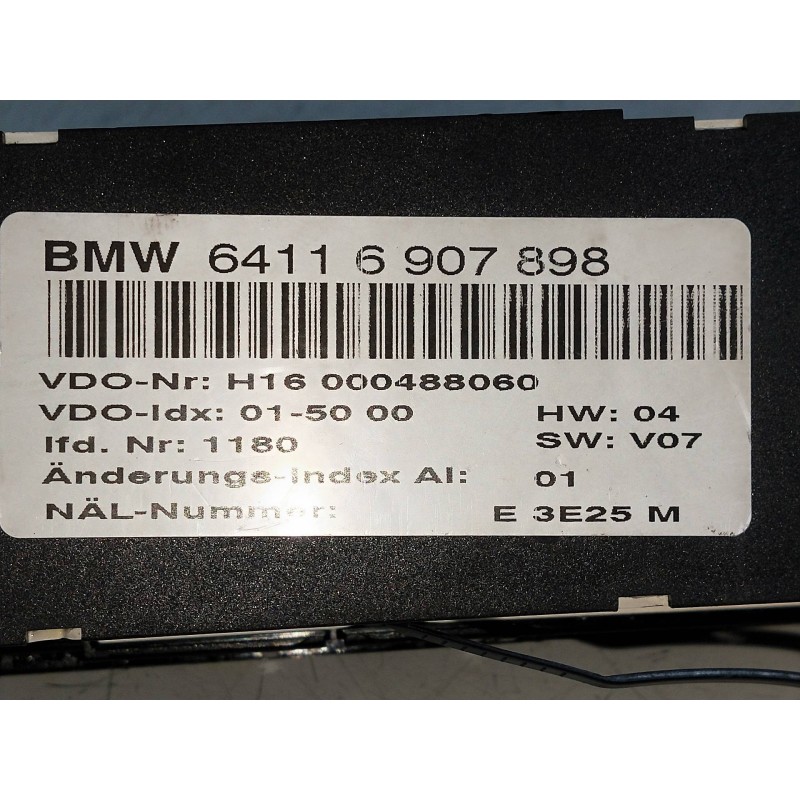 BMW 6411 6 907 898
VDO-Nr: H16 000488060
VDO-Idx: 01-50 00 HW: 04
lfd. Nr: 1180 SW: V07
Änderungs-Index AI: 01
NÄL-Nummer: E 3E25 M